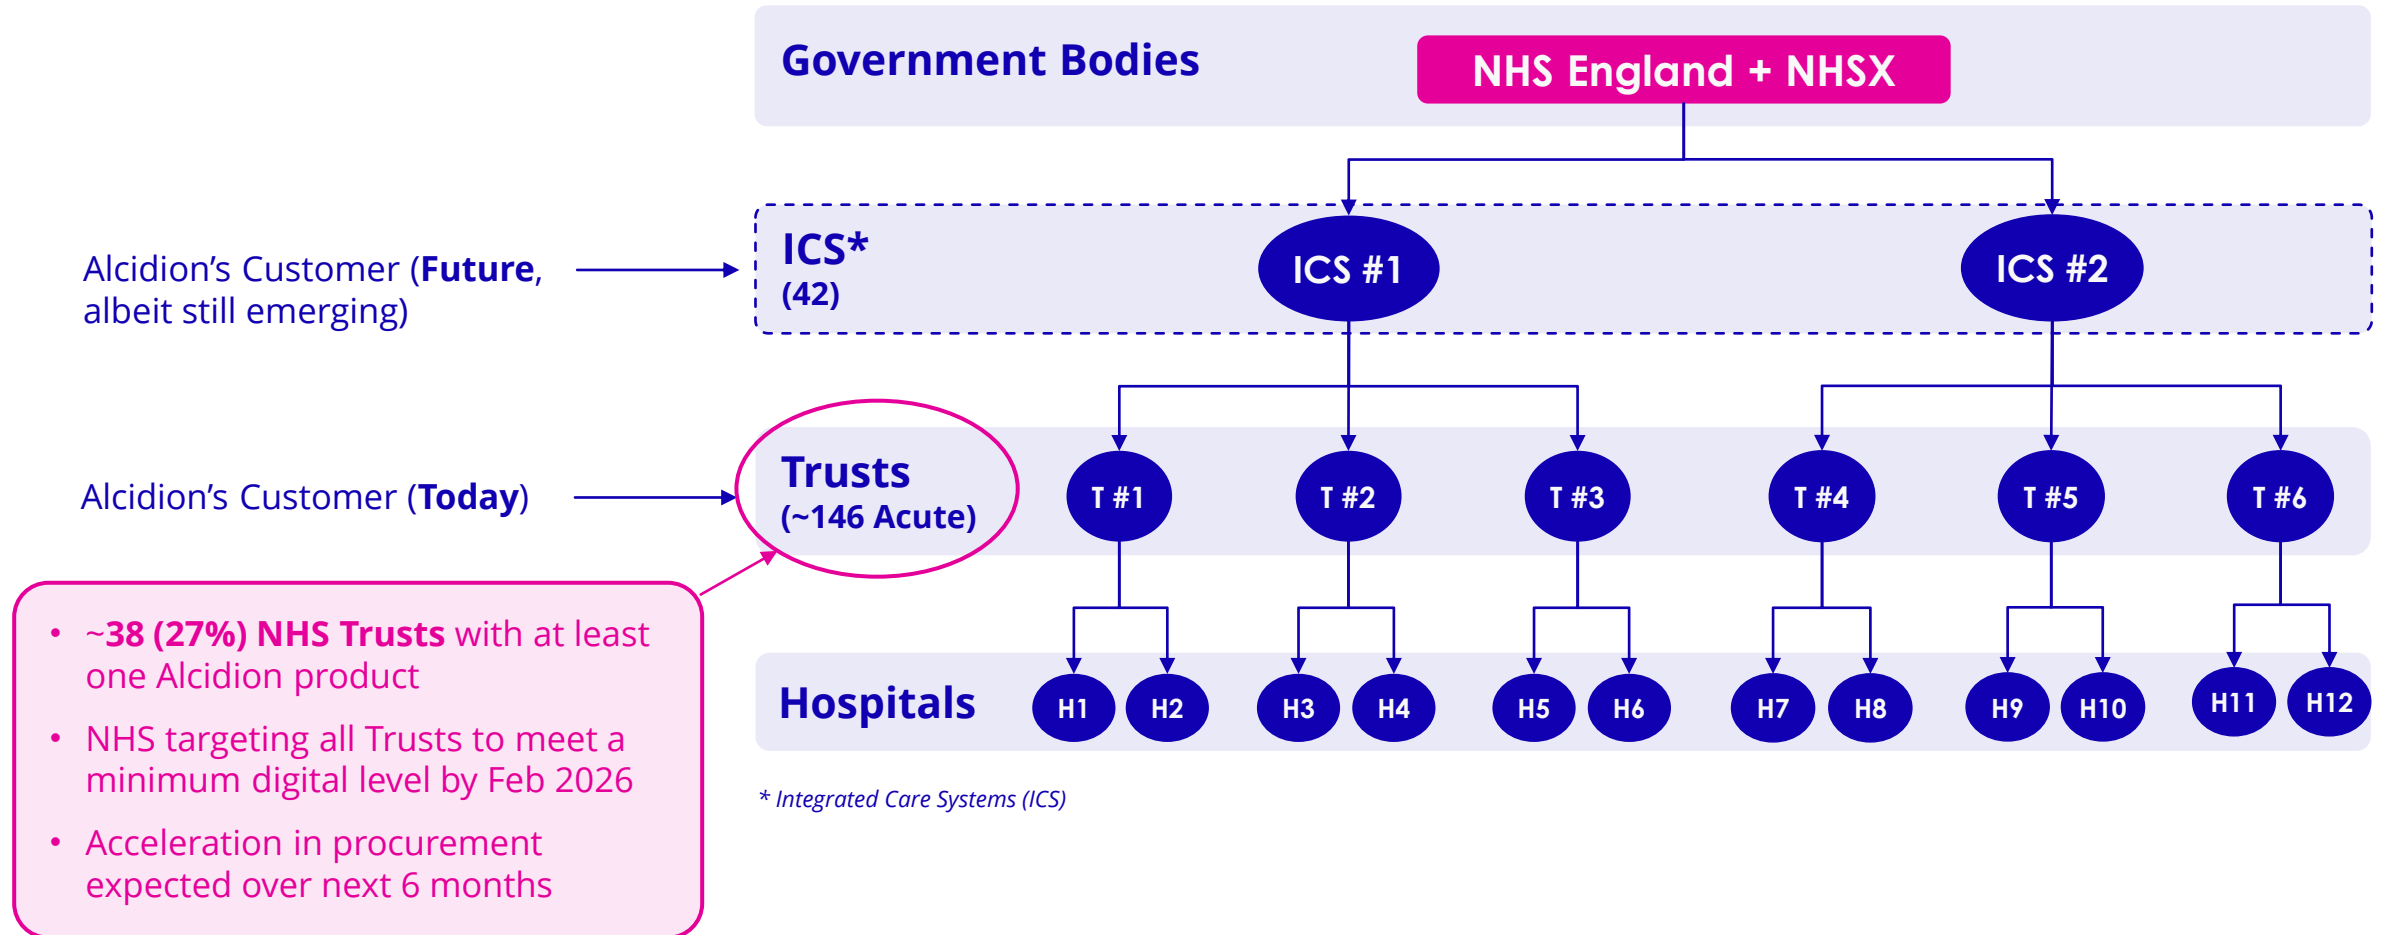 Government Bodies
NHS England + NHSX
Alcidion's Customer (Future,
albeit still emerging)
ICS*
(42)
ICS #1
ICS #2
Alcidion's Customer (Today)
Trusts
(~146 Acute)
T #1
T #2
T #3
T #4
T #5
T #6
• ~38 (27%) NHS Trusts with at least
one Alcidion product
• NHS targeting all Trusts to meet a
minimum digital level by Feb 2026
• Acceleration in procurement
expected over next 6 months
Hospitals
H1
H2
H3
H4
H5
H6
H7
H8
H9
H10
H11
H12
* Integrated Care Systems (ICS)